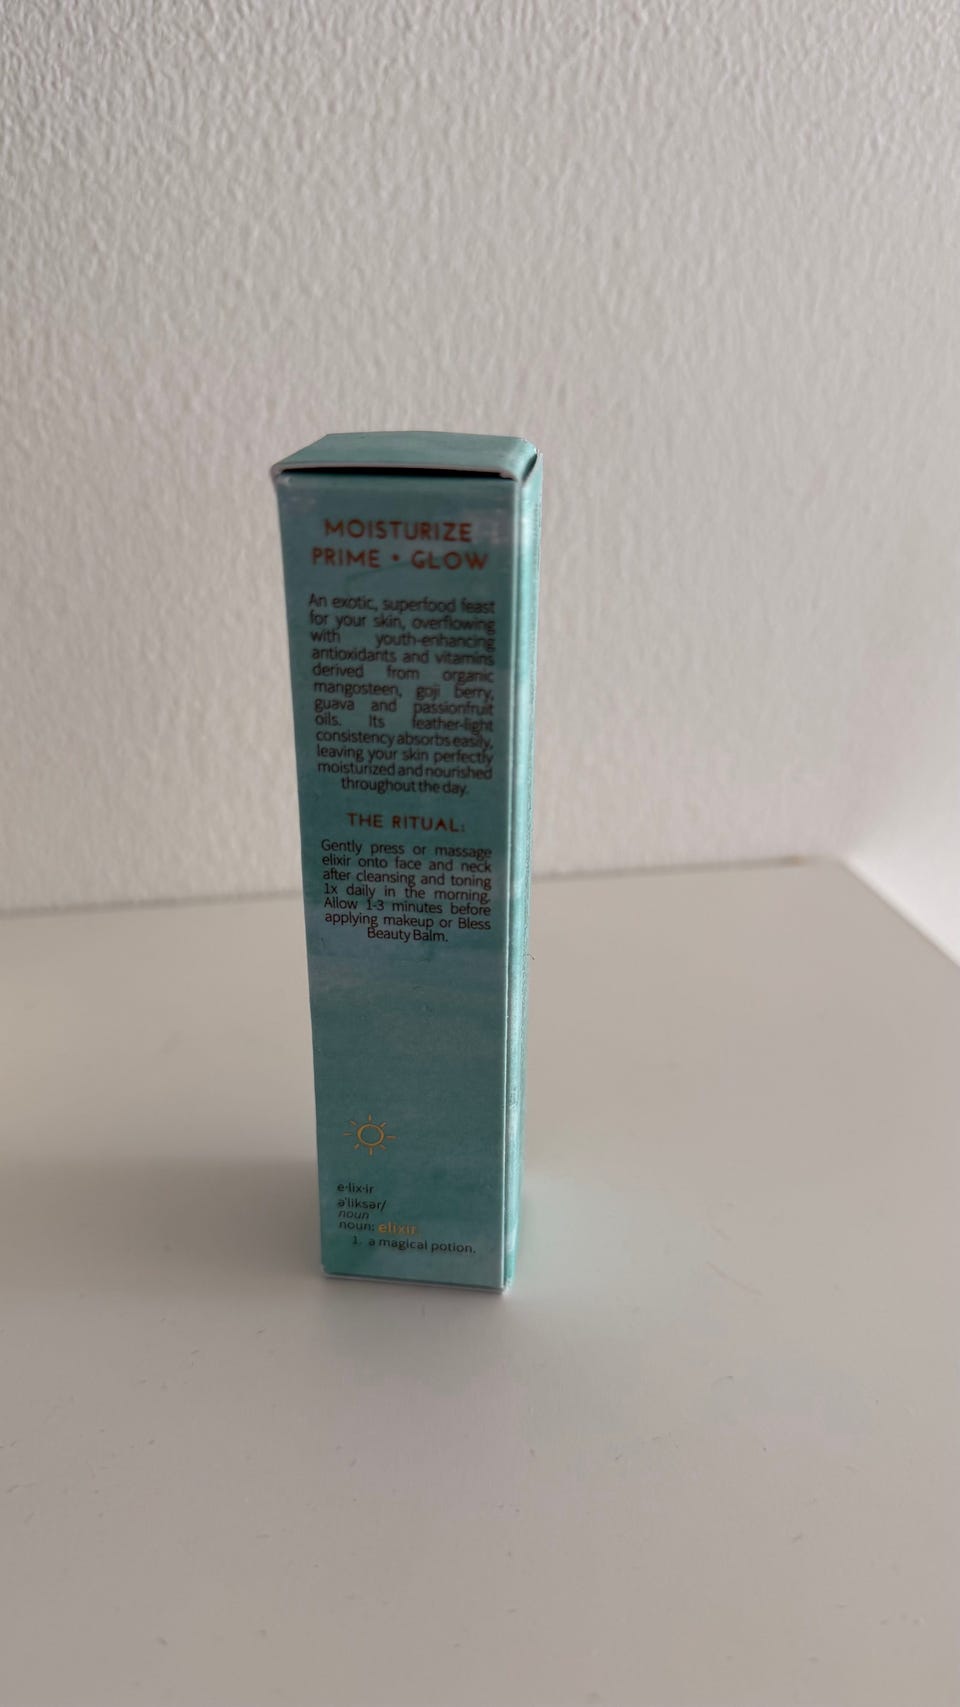 MOISTURIZE
PRIME • GLOW
An exotic, superfood feast
for your skin, overflowing
with youth-enhancing
antioxidants and vitamins
derived from organic
mangosteen, goji berry,
guava and passionfruit
oils. Its feather-light
consistency absorbs easily,
leaving your skin perfectly
moisturized and nourished
throughout the day.
THE RITUAL:
Gently press or massage
elixir onto face and neck
after cleansing and toning
1x daily in the morning.
Allow 1-3 minutes before
applying makeup or Bless
Beauty Balm.
e·lix·ir
ə'liksər/
noun
noun: elixir
1. a magical potion.